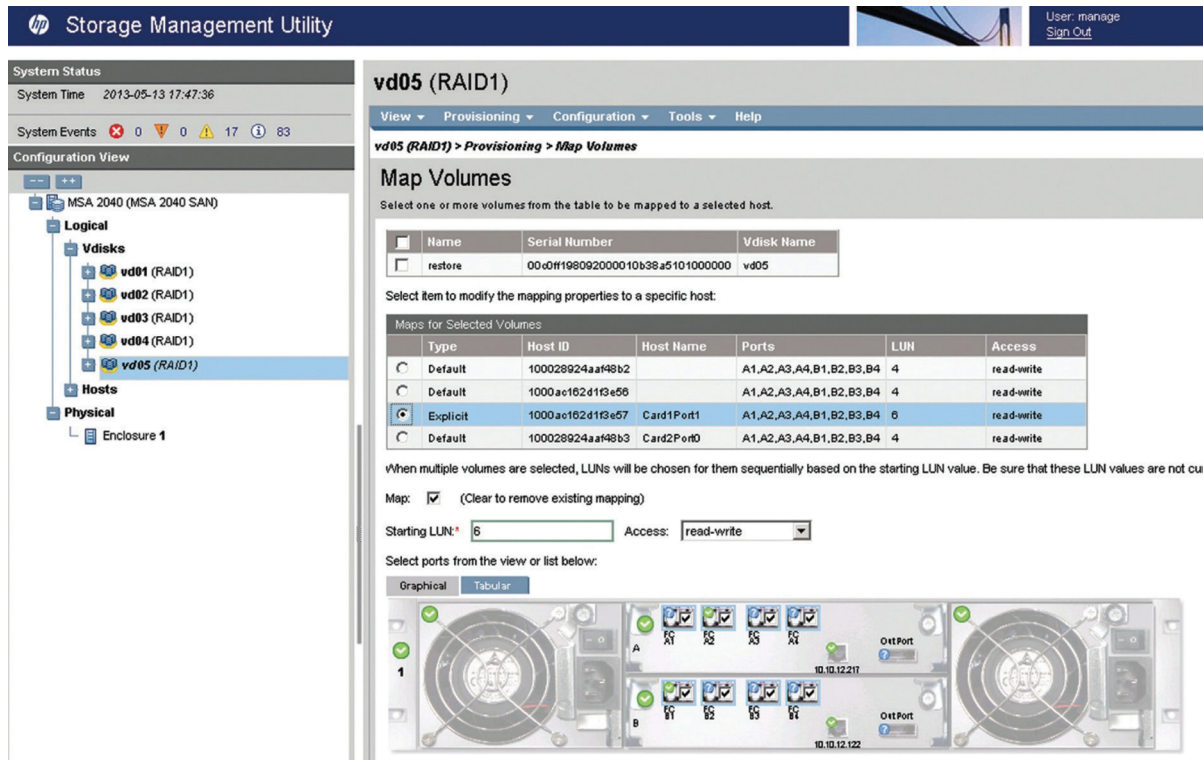 hp Storage Management Utility
User: manage
Sign Out
System Status
System Time 2013-05-13 17:47:36
System Events 0 0 17 83
Configuration View
-- ++
MSA 2040 (MSA 2040 SAN)
Logical
Vdisks
vd01 (RAID1)
vd02 (RAID1)
vd03 (RAID1)
vd04 (RAID1)
vd05 (RAID1)
Hosts
Physical
Enclosure 1
vd05 (RAID1)
View Provisioning Configuration Tools Help
vd05 (RAID1) > Provisioning > Map Volumes
Map Volumes
Select one or more volumes from the table to be mapped to a selected host.
Name Serial Number Vdisk Name
restore 00c0ff198092000010b38a5101000000 vd05
Select item to modify the mapping properties to a specific host:
Maps for Selected Volumes
Type Host ID Host Name Ports LUN Access
Default 100028924aaf48b2 A1,A2,A3,A4,B1,B2,B3,B4 4 read-write
Default 1000ac162d1f3e56 A1,A2,A3,A4,B1,B2,B3,B4 4 read-write
Explicit 1000ac162d1f3e57 Card1Port1 A1,A2,A3,A4,B1,B2,B3,B4 6 read-write
Default 100028924aaf48b3 Card2Port0 A1,A2,A3,A4,B1,B2,B3,B4 4 read-write
When multiple volumes are selected, LUNs will be chosen for them sequentially based on the starting LUN value. Be sure that these LUN values are not cu
Map: (Clear to remove existing mapping)
Starting LUN:* 6 Access: read-write
Select ports from the view or list below:
Graphical Tabular
1
A
FC A1 FC A2 FC A3 FC A4
Out Port
10.10.12.217
B
FC B1 FC B2 FC B3 FC B4
Out Port
10.10.12.122